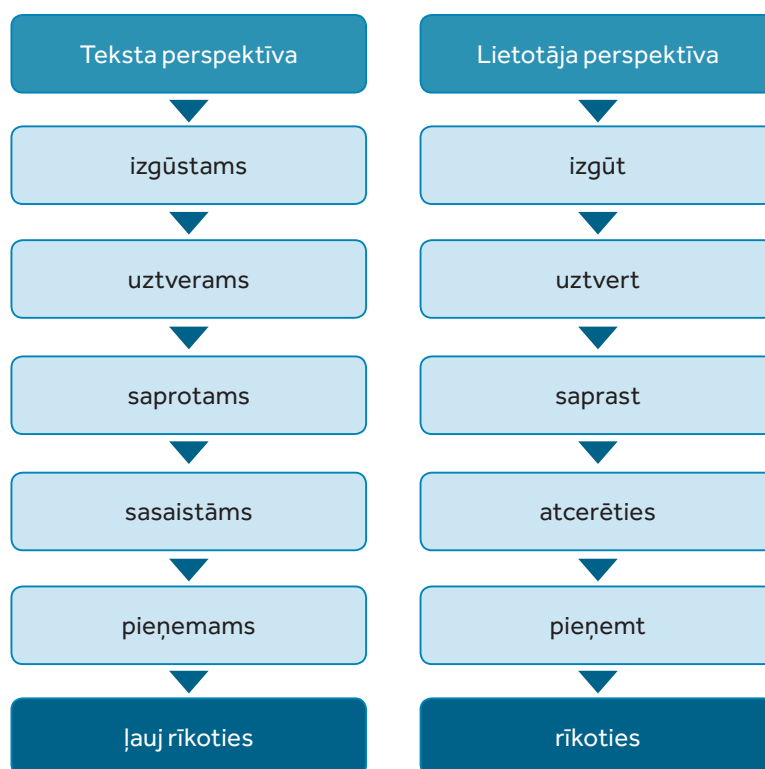 Teksta perspektīva
izgūstams
uztverams
saprotams
sasaistāms
pieņemams
ļauj rīkoties
Lietotāja perspektīva
izgūt
uztvert
saprast
atcerēties
pieņemt
rīkoties